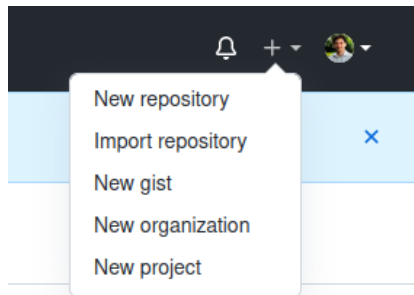 New repository
Import repository
New gist
New organization
New project